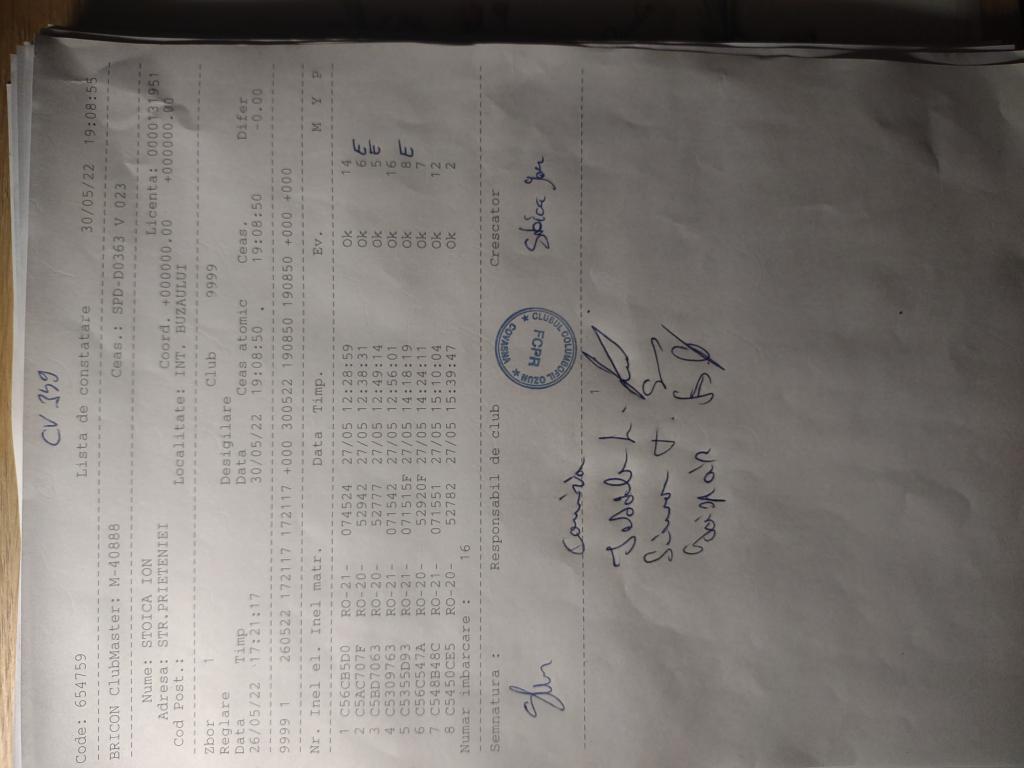 CV 399
Code: 654759 Lista de constatare 30/05/22 19:08:55
BRICON ClubMaster: M-40888 Ceas.: SPD-D0363 V 023
Nume: STOICA ION Licenta: 0000131951
Adresa: STR.PRIETENIEI Coord. +000000.00 +000000.00
Cod Post.: Localitate: INT. BUZAULUI
Zbor 1 Club 9999
Reglare Desigilare
Data Timp Data Ceas atomic Ceas. Difer
26/05/22 17:21:17 30/05/22 19:08:50 . 19:08:50 -0.00
9999 1 260522 172117 172117 +000 300522 190850 190850 +000 +000
Nr. Inel el. Inel matr. Data Timp. Ev. M Y P
1 C56CB5D0 RO-21- 074524 27/05 12:28:59 Ok 14
2 C5AC707F RO-20- 52942 27/05 12:38:31 Ok 6 E
3 C5BD7063 RO-20- 52777 27/05 12:49:14 Ok 5 E
4 C5309763 RO-21- 071542 27/05 12:56:01 Ok 16
5 C5355D93 RO-21- 071515F 27/05 14:16:19 Ok 8 E
6 C56C547A RO-20- 52920F 27/05 14:24:11 Ok 7
7 C548B48C RO-21- 071551 27/05 15:10:04 Ok 12
8 C5450CE5 RO-20- 52782 27/05 15:39:47 Ok 2
Numar imbarcare : 16
Semnatura : Responsabil de club Crescator
Stoica Ion
CLUBUL COLUMBOFIL OZUN
FCPR
COVASNA
Comisia